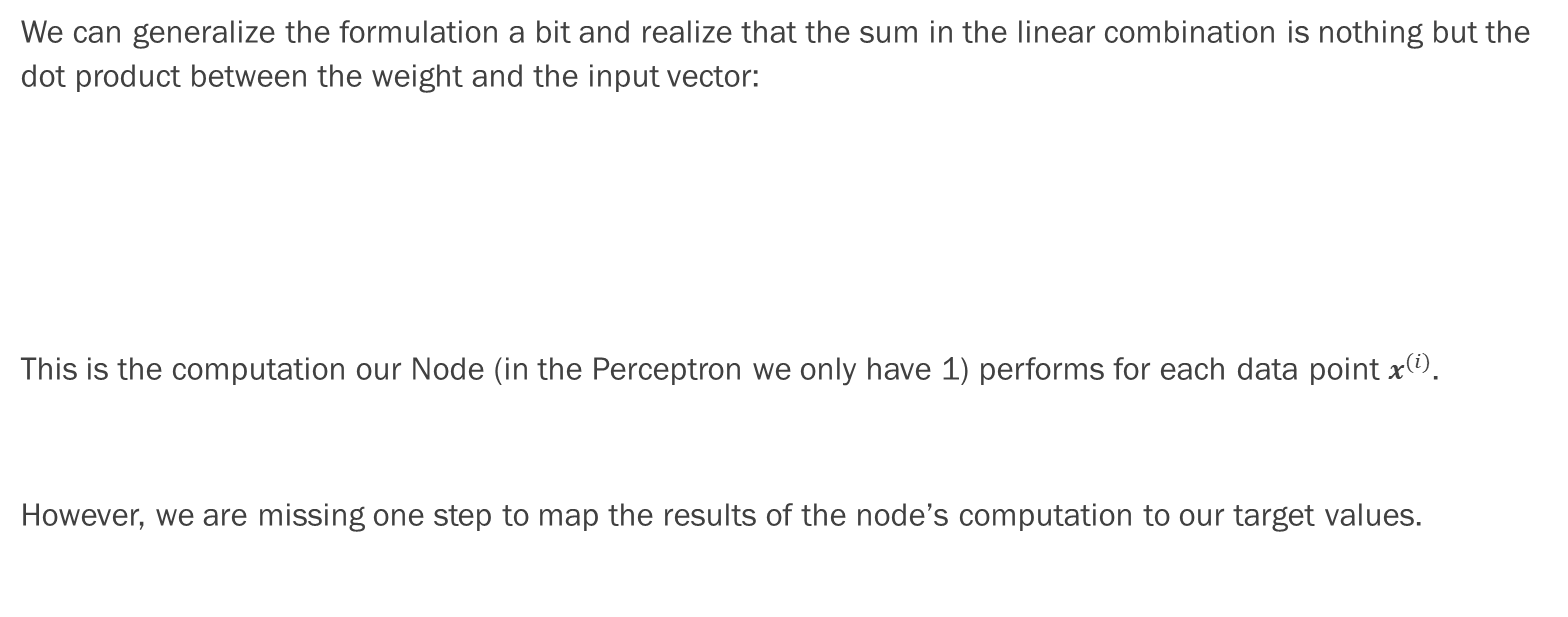 We can generalize the formulation a bit and realize that the sum in the linear combination is nothing but the
dot product between the weight and the input vector:
This is the computation our Node (in the Perceptron we only have 1) performs for each data point x⁽ⁱ⁾.
However, we are missing one step to map the results of the node’s computation to our target values.